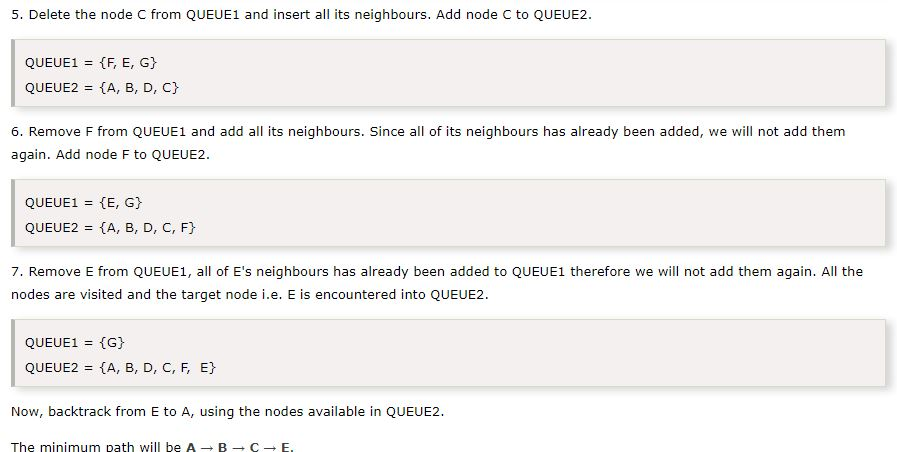 5. Delete the node C from QUEUE1 and insert all its neighbours. Add node C to QUEUE2.
QUEUE1 = {F, E, G}
QUEUE2 = {A, B, D, C}
6. Remove F from QUEUE1 and add all its neighbours. Since all of its neighbours has already been added, we will not add them
again. Add node F to QUEUE2.
QUEUE1 = {E, G}
QUEUE2 = {A, B, D, C, F}
7. Remove E from QUEUE1, all of E's neighbours has already been added to QUEUE1 therefore we will not add them again. All the
nodes are visited and the target node i.e. E is encountered into QUEUE2.
QUEUE1 = {G}
QUEUE2 = {A, B, D, C, F, E}
Now, backtrack from E to A, using the nodes available in QUEUE2.
The minimum path will be A → B → C → E.